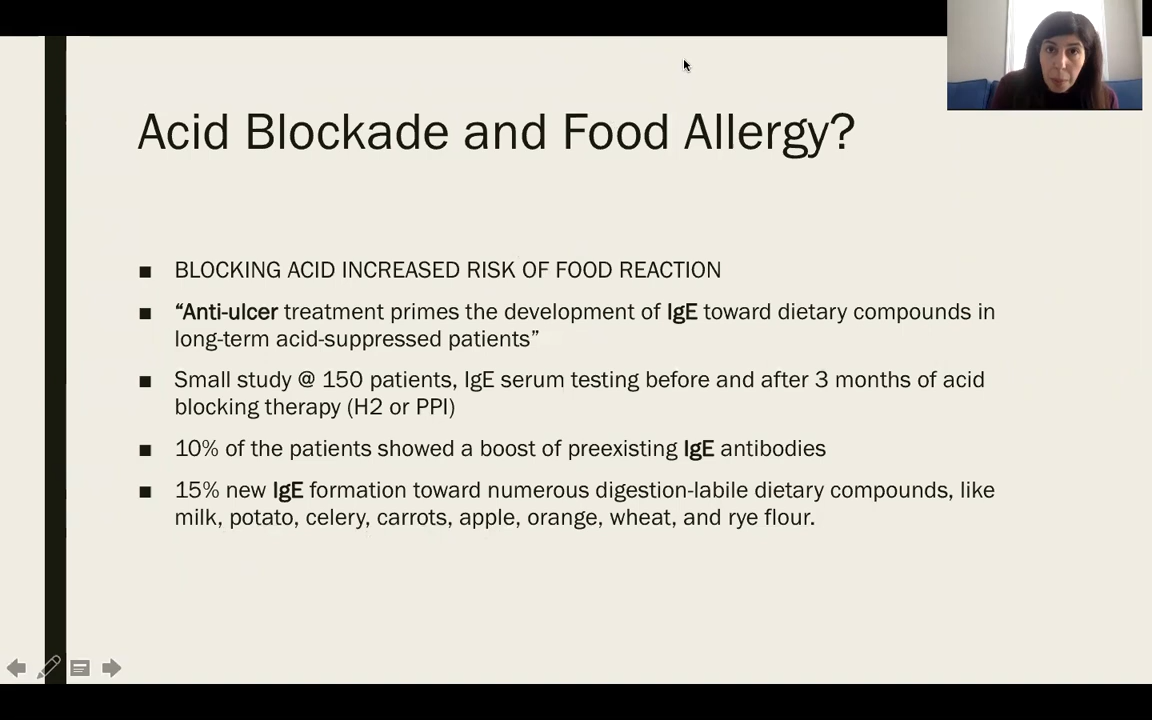 Acid Blockade and Food Allergy?
■ BLOCKING ACID INCREASED RISK OF FOOD REACTION
■ “Anti-ulcer treatment primes the development of IgE toward dietary compounds in
long-term acid-suppressed patients”
■ Small study @ 150 patients, IgE serum testing before and after 3 months of acid
blocking therapy (H2 or PPI)
■ 10% of the patients showed a boost of preexisting IgE antibodies
■ 15% new IgE formation toward numerous digestion-labile dietary compounds, like
milk, potato, celery, carrots, apple, orange, wheat, and rye flour.